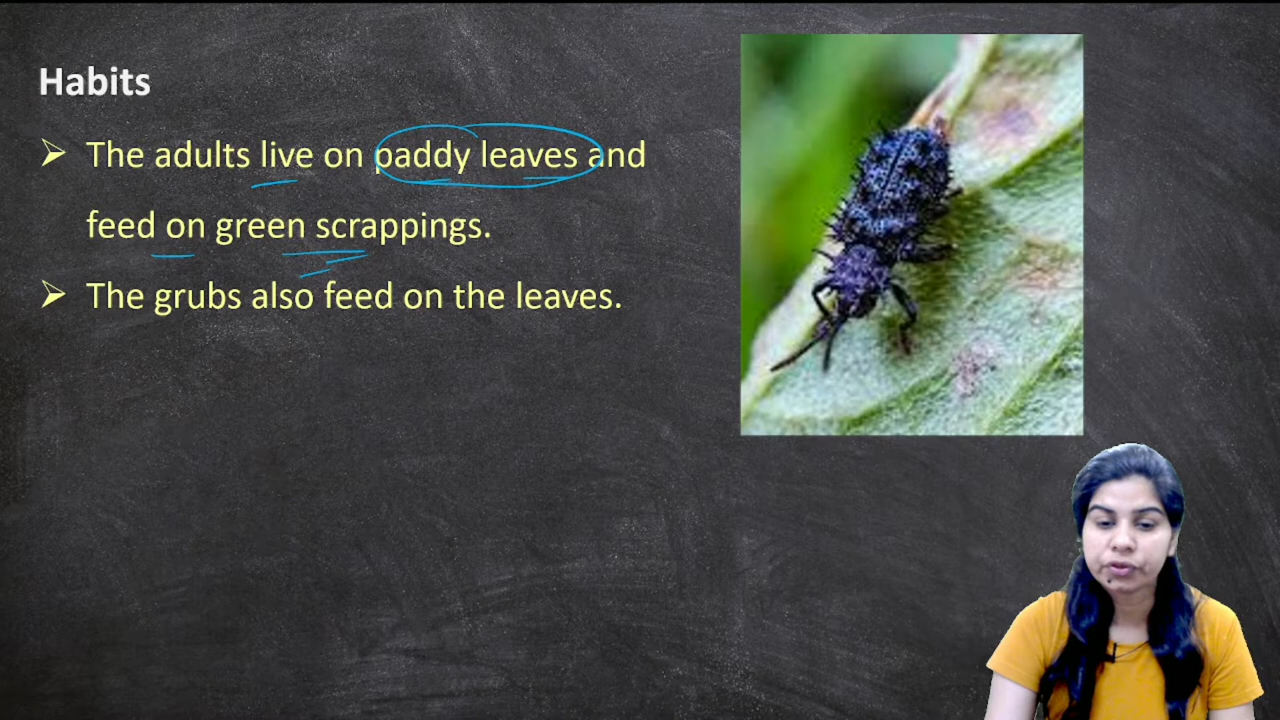 Habits
➢ The adults live on paddy leaves and
feed on green scrappings.
➢ The grubs also feed on the leaves.